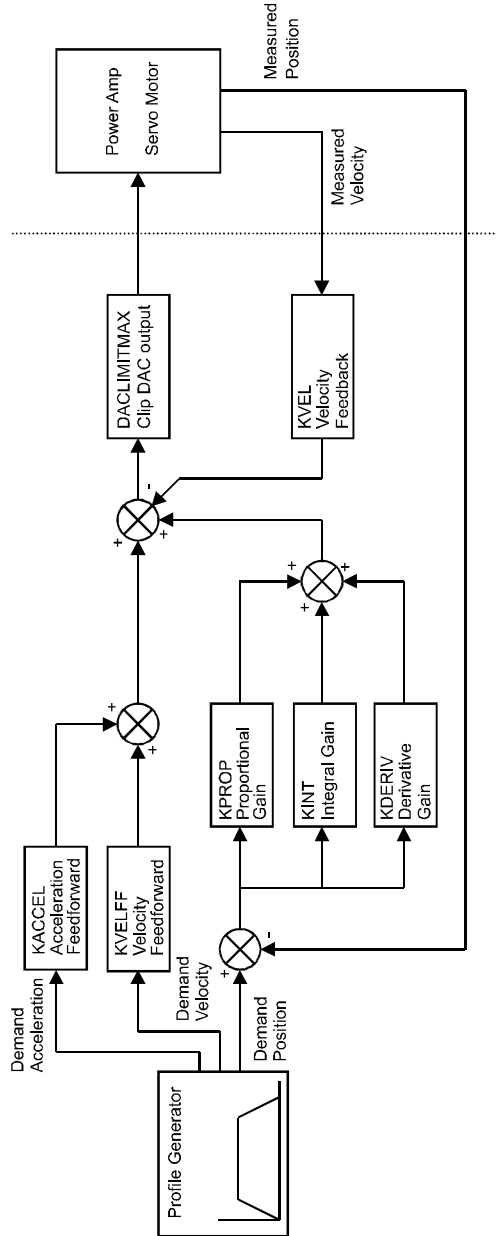 Profile Generator
Demand
Acceleration
Demand
Velocity
Demand
Position
KACCEL
Acceleration
Feedforward
KVELFF
Velocity
Feedforward
+
-
KPROP
Proportional
Gain
KINT
Integral Gain
KDERIV
Derivative
Gain
+
+
+
+
+
+
+
-
DACLIMITMAX
Clip DAC output
KVEL
Velocity
Feedback
Power Amp
Servo Motor
Measured
Velocity
Measured
Position